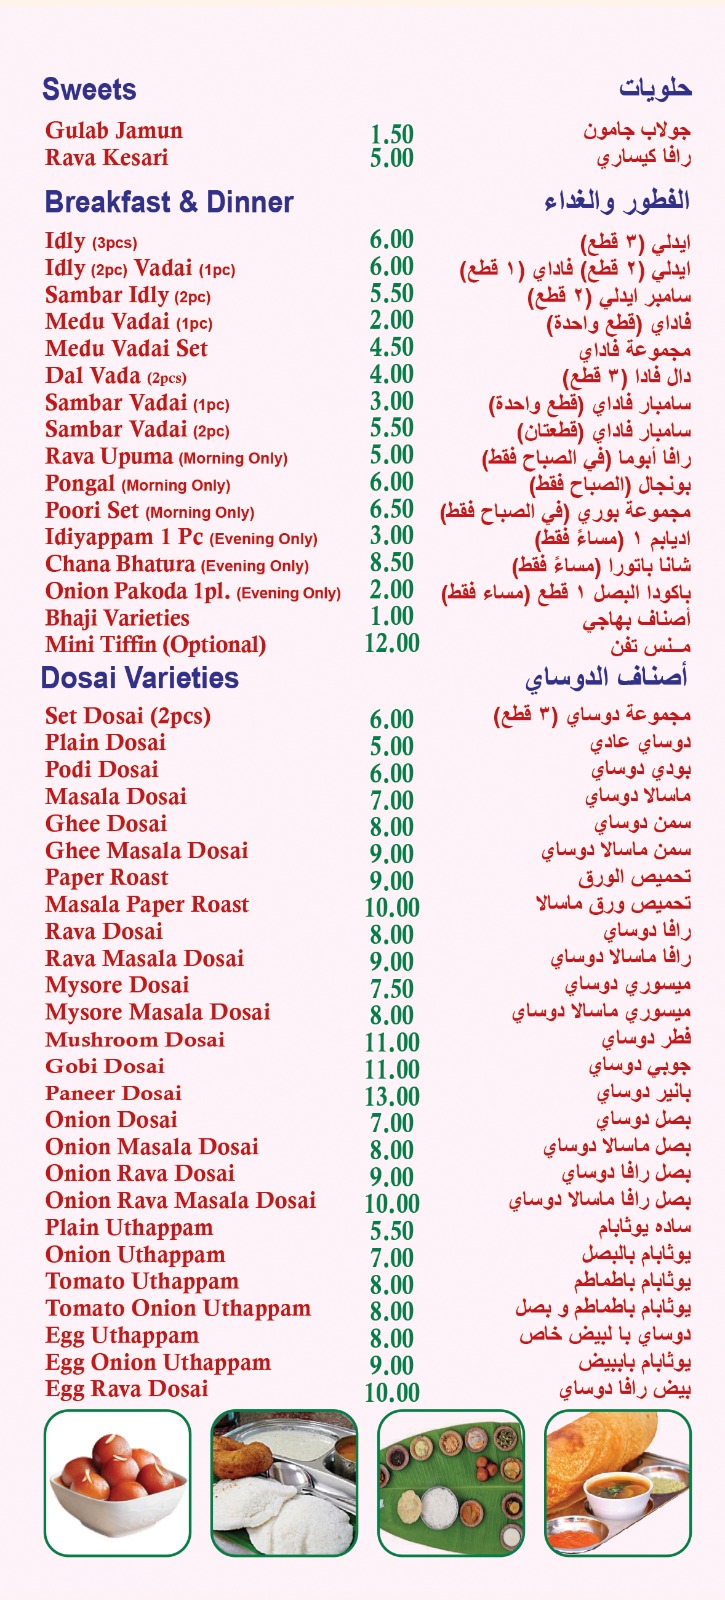 Sweets حلويات
Gulab Jamun 1.50 جولاب جامون
Rava Kesari 5.00 رافا كيساري
Breakfast & Dinner الفطور والغداء
Idly (3pcs) 6.00 ايدلي (٣ قطع)
Idly (2pc) Vadai (1pc) 6.00 ايدلي (٢ قطع) فاداي (١ قطع)
Sambar Idly (2pc) 5.50 سامبر ايدلي (٢ قطع)
Medu Vadai (1pc) 2.00 فاداي (قطع واحدة)
Medu Vadai Set 4.50 مجموعة فاداي
Dal Vada (2pcs) 4.00 دال فادا (٣ قطع)
Sambar Vadai (1pc) 3.00 سامبار فاداي (قطع واحدة)
Sambar Vadai (2pc) 5.50 سامبار فاداي (قطعتان)
Rava Upuma (Morning Only) 5.00 رافا أبوما (في الصباح فقط)
Pongal (Morning Only) 6.00 بونجال (الصباح فقط)
Poori Set (Morning Only) 6.50 مجموعة بوري (في الصباح فقط)
Idiyappam 1 Pc (Evening Only) 3.00 اديابم ١ (مساءً فقط)
Chana Bhatura (Evening Only) 8.50 شانا باتورا (مساءً فقط)
Onion Pakoda 1pl. (Evening Only) 2.00 باكودا البصل ١ قطع (مساء فقط)
Bhaji Varieties 1.00 أصناف بهاجي
Mini Tiffin (Optional) 12.00 مـنس تفن
Dosai Varieties أصناف الدوساي
Set Dosai (2pcs) 6.00 مجموعة دوساي (٣ قطع)
Plain Dosai 5.00 دوساي عادي
Podi Dosai 6.00 بودي دوساي
Masala Dosai 7.00 ماسالا دوساي
Ghee Dosai 8.00 سمن دوساي
Ghee Masala Dosai 9.00 سمن ماسالا دوساي
Paper Roast 9.00 تحميص الورق
Masala Paper Roast 10.00 تحميص ورق ماسالا
Rava Dosai 8.00 رافا دوساي
Rava Masala Dosai 9.00 رافا ماسالا دوساي
Mysore Dosai 7.50 ميسوري دوساي
Mysore Masala Dosai 8.00 ميسوري ماسالا دوساي
Mushroom Dosai 11.00 فطر دوساي
Gobi Dosai 11.00 جوبي دوساي
Paneer Dosai 13.00 بانير دوساي
Onion Dosai 7.00 بصل دوساي
Onion Masala Dosai 8.00 بصل ماسالا دوساي
Onion Rava Dosai 9.00 بصل رافا دوساي
Onion Rava Masala Dosai 10.00 بصل رافا ماسالا دوساي
Plain Uthappam 5.50 ساده يوثابام
Onion Uthappam 7.00 يوثابام بالبصل
Tomato Uthappam 8.00 يوثابام باطماطم
Tomato Onion Uthappam 8.00 يوثابام باطماطم و بصل
Egg Uthappam 8.00 دوساي با لبيض خاص
Egg Onion Uthappam 9.00 يوثابام باببيض
Egg Rava Dosai 10.00 بيض رافا دوساي